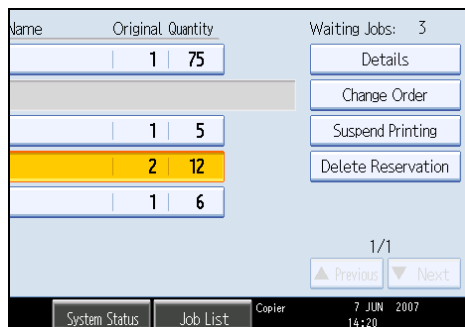 Name Original Quantity Waiting Jobs: 3
1 75 Details
Change Order
1 5 Suspend Printing
2 12 Delete Reservation
1 6
1/1
▲ Previous ▼ Next
System Status Job List Copier 7 JUN 2007
14:20